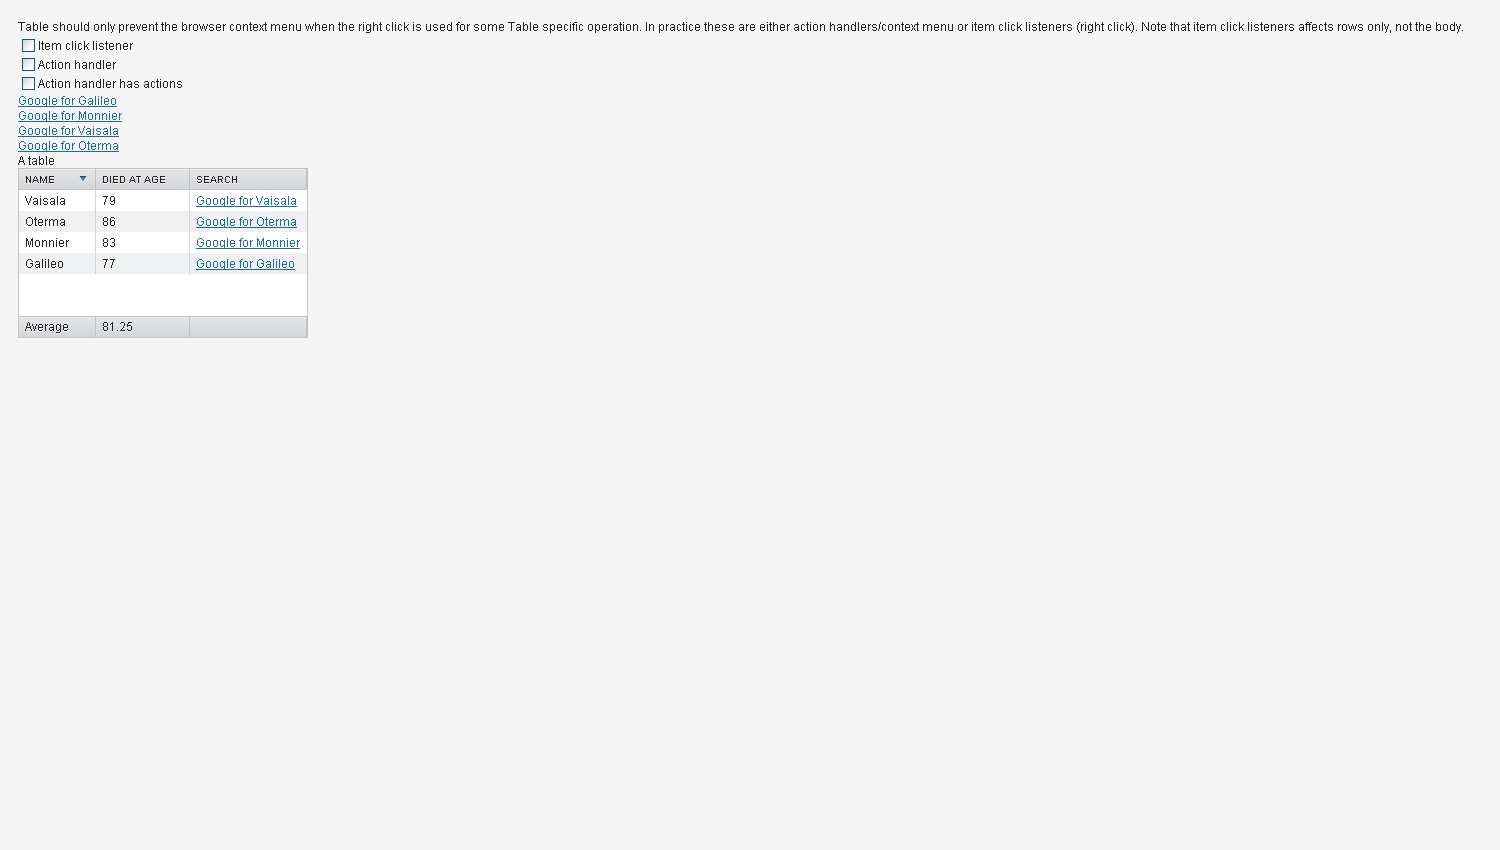 Table should only prevent the browser context menu when the right click is used for some Table specific operation. In practice these are either action handlers/context menu or item click listeners (right click). Note that item click listeners affects rows only, not the body.
Item click listener
Action handler
Action handler has actions
Google for Galileo
Google for Monnier
Google for Vaisala
Google for Oterma
A table
NAME DIED AT AGE SEARCH
Vaisala 79 Google for Vaisala
Oterma 86 Google for Oterma
Monnier 83 Google for Monnier
Galileo 77 Google for Galileo
Average 81.25